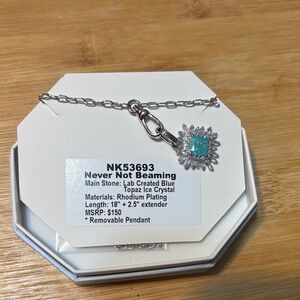 NK53693
Never Not Beaming
Main Stone: Lab Created Blue
Topaz Ice Crystal
Materials: Rhodium Plating
Length: 18" + 2.5" extender
MSRP: $150
* Removable Pendant